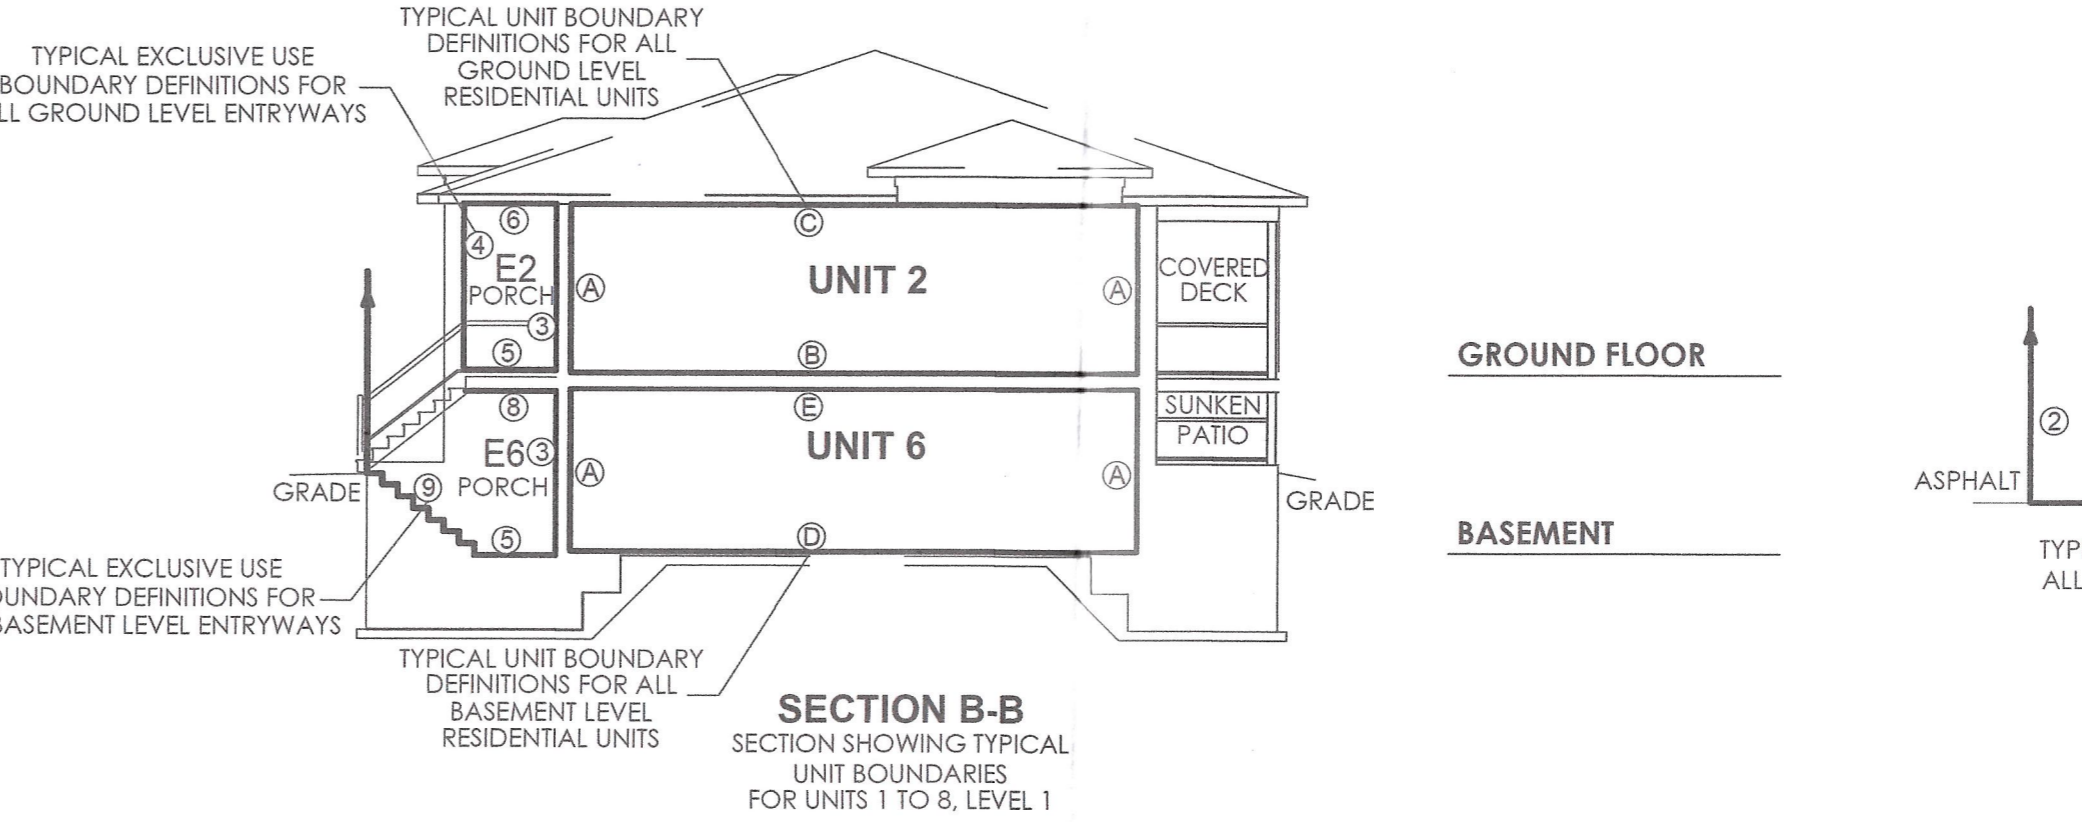 TYPICAL UNIT BOUNDARY
DEFINITIONS FOR ALL
GROUND LEVEL
RESIDENTIAL UNITS
TYPICAL EXCLUSIVE USE
BOUNDARY DEFINITIONS FOR
LL GROUND LEVEL ENTRYWAYS
6
4
E2
PORCH
3
5
C
A
UNIT 2
A
B
COVERED
DECK
GROUND FLOOR
8
E6
3
PORCH
9
5
E
UNIT 6
A
A
D
SUNKEN
PATIO
GRADE
GRADE
BASEMENT
2
ASPHALT
TYP
ALL
TYPICAL EXCLUSIVE USE
OUNDARY DEFINITIONS FOR
BASEMENT LEVEL ENTRYWAYS
TYPICAL UNIT BOUNDARY
DEFINITIONS FOR ALL
BASEMENT LEVEL
RESIDENTIAL UNITS
SECTION B-B
SECTION SHOWING TYPICAL
UNIT BOUNDARIES
FOR UNITS 1 TO 8, LEVEL 1